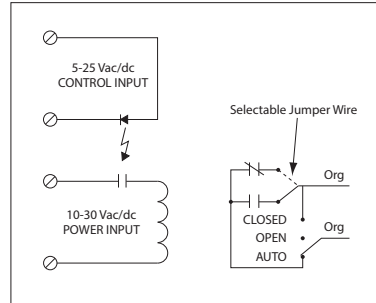 5-25 Vac/dc
CONTROL INPUT
Selectable Jumper Wire
Org
10-30 Vac/dc
POWER INPUT
CLOSED
OPEN
AUTO
Org